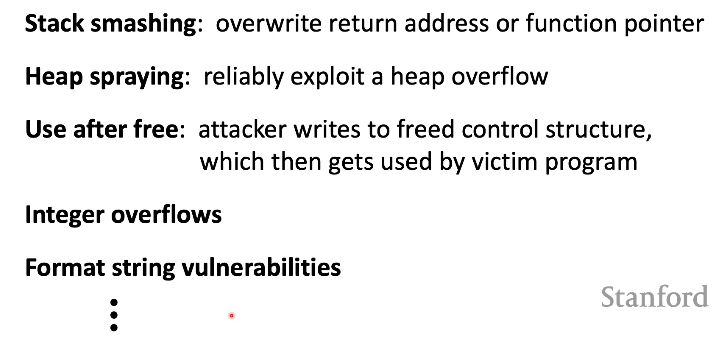 Stack smashing: overwrite return address or function pointer
Heap spraying: reliably exploit a heap overflow
Use after free: attacker writes to freed control structure,
which then gets used by victim program
Integer overflows
Format string vulnerabilities
⋮
Stanford